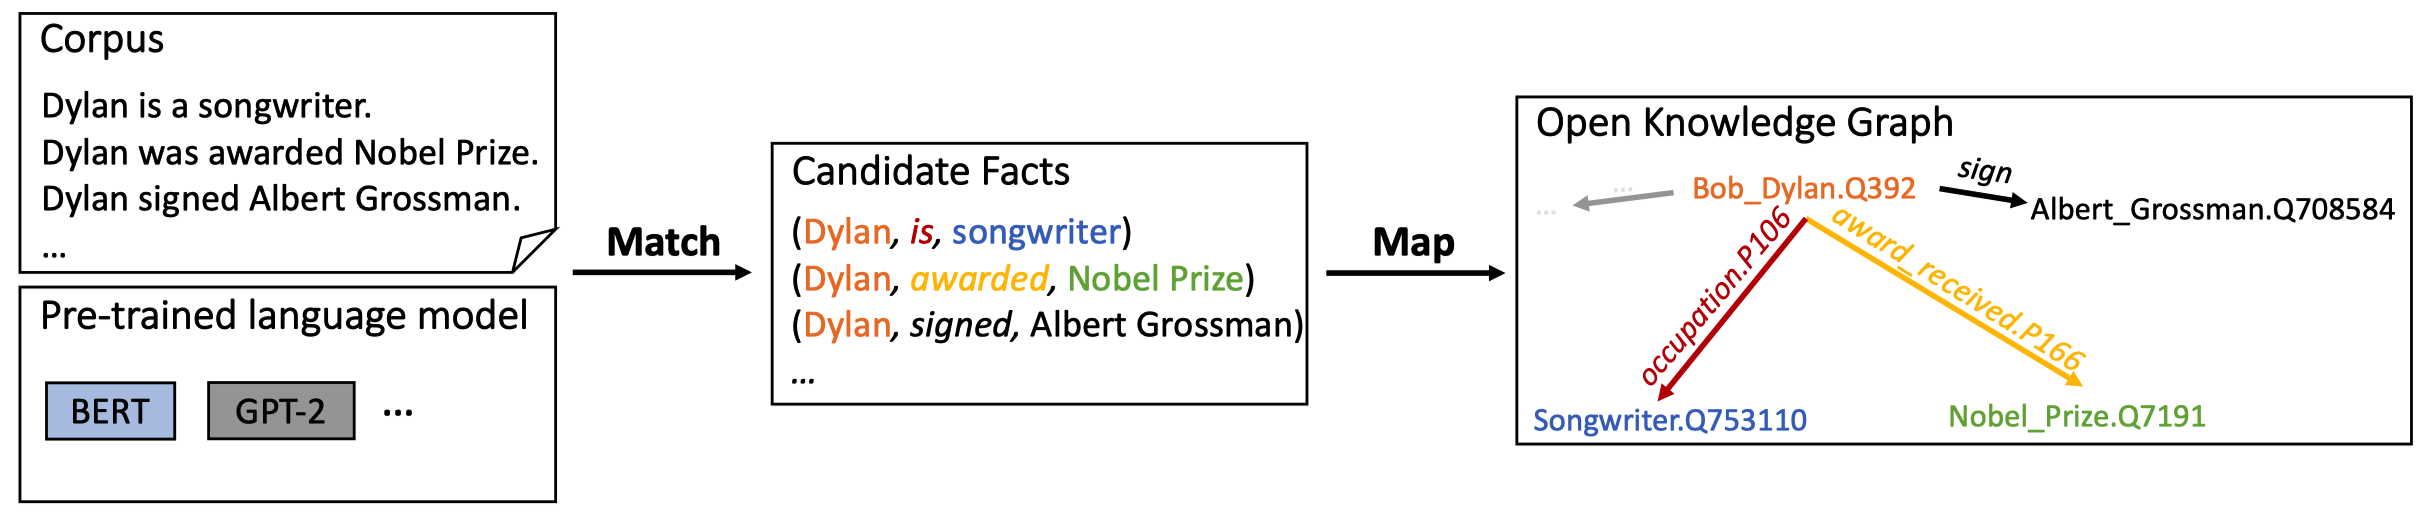 Corpus
Dylan is a songwriter.
Dylan was awarded Nobel Prize.
Dylan signed Albert Grossman.
...
Pre-trained language model
BERT GPT-2 ...
Match
Candidate Facts
(Dylan, is, songwriter)
(Dylan, awarded, Nobel Prize)
(Dylan, signed, Albert Grossman)
...
Map
Open Knowledge Graph
sign
...
Bob_Dylan.Q392
...
Albert_Grossman.Q708584
occupation.P106
award_received.P166
Songwriter.Q753110
Nobel_Prize.Q7191